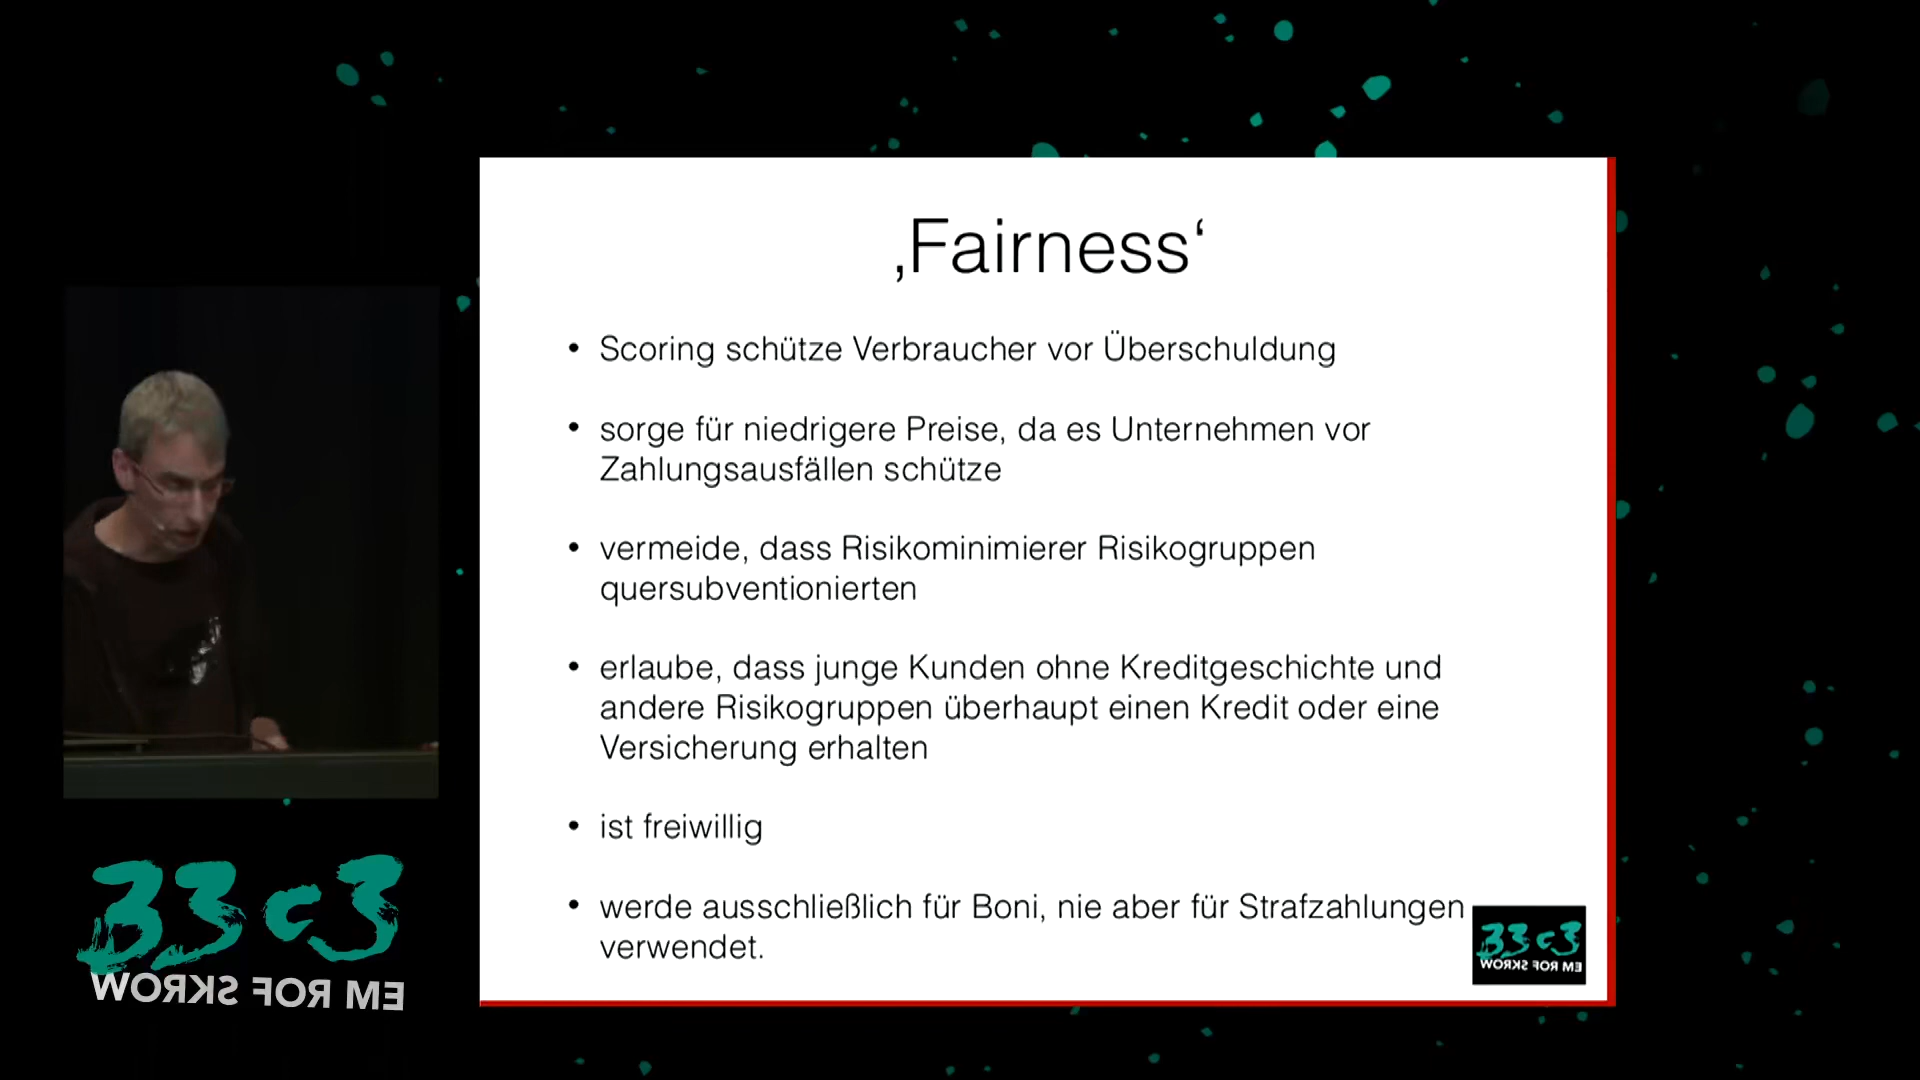 ‚Fairness‘
• Scoring schütze Verbraucher vor Überschuldung
• sorge für niedrigere Preise, da es Unternehmen vor
Zahlungsausfällen schütze
• vermeide, dass Risikominimierer Risikogruppen
quersubventionierten
• erlaube, dass junge Kunden ohne Kreditgeschichte und
andere Risikogruppen überhaupt einen Kredit oder eine
Versicherung erhalten
• ist freiwillig
• werde ausschließlich für Boni, nie aber für Strafzahlungen
verwendet.
33c3
WORKS FOR ME
33c3
WORKS FOR ME